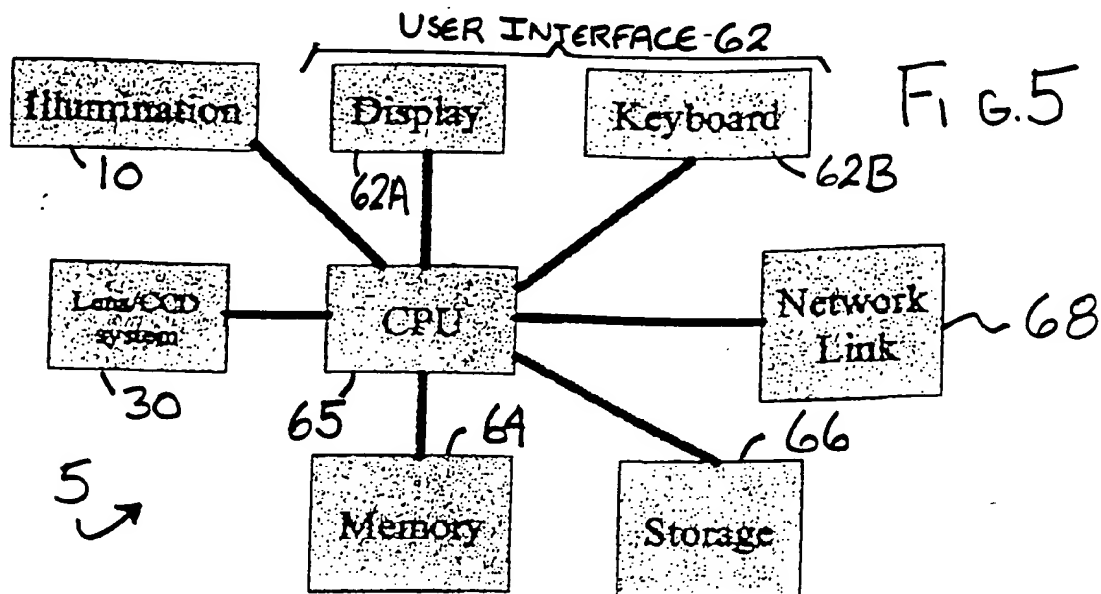 USER INTERFACE-62
FIG.5
Illumination
Display
Keyboard
10
62A
62B
Lens/CCD
system
CPU
Network
Link
68
30
65
64
66
5
Memory
Storage